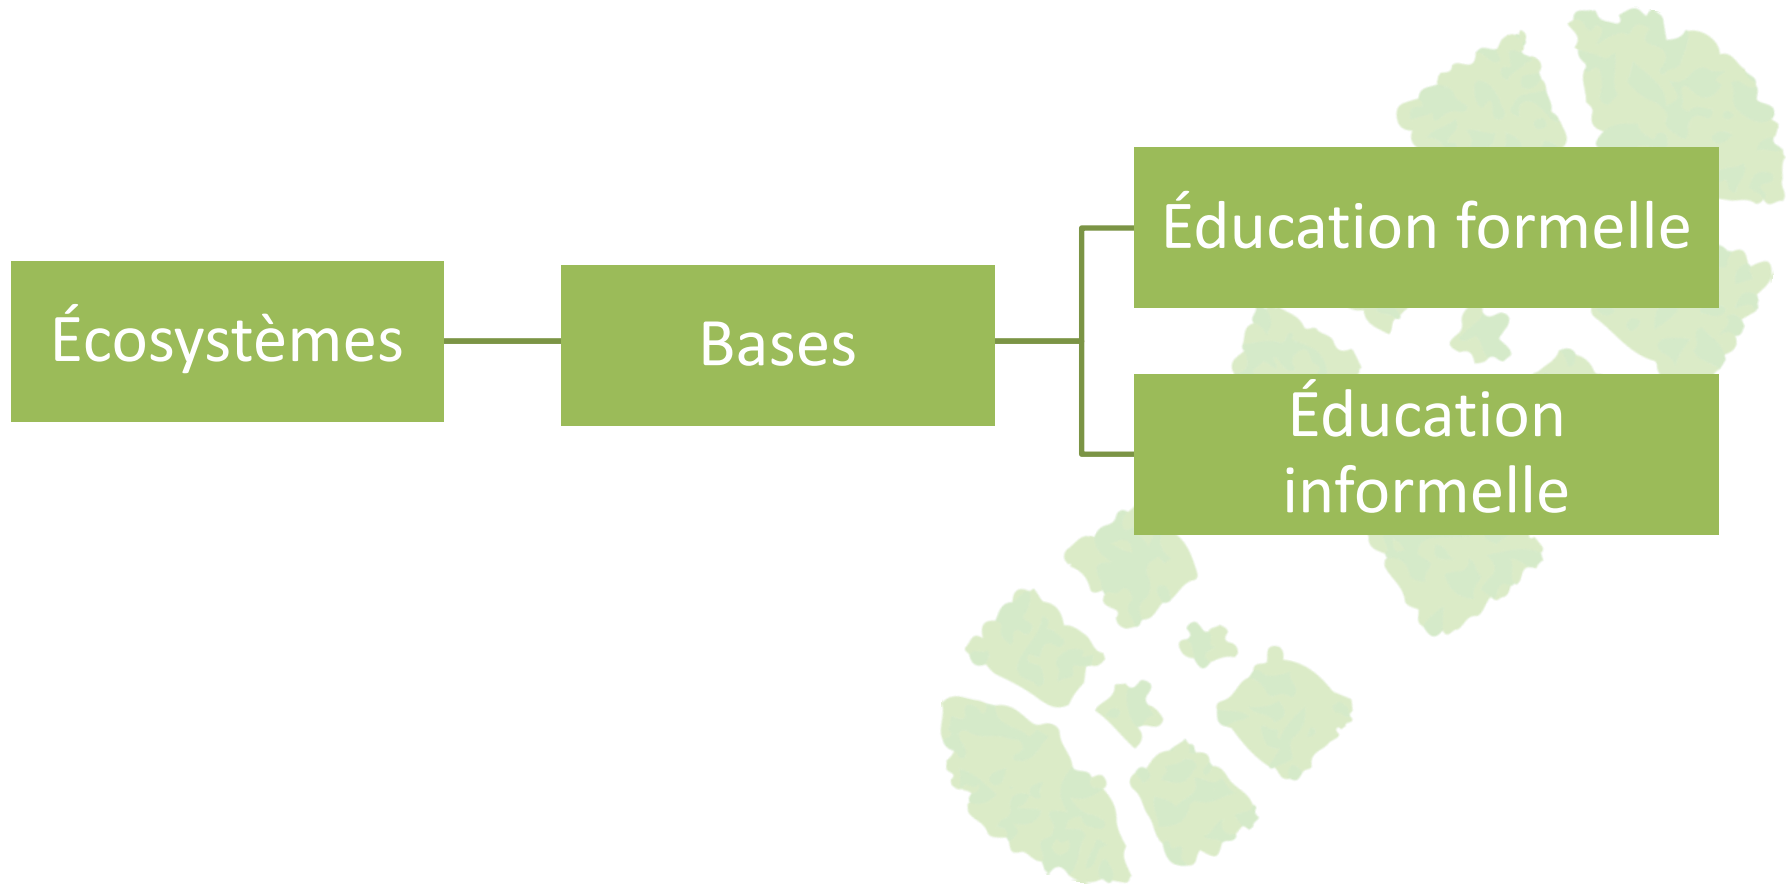 Écosystèmes
Bases
Éducation formelle
Éducation
informelle